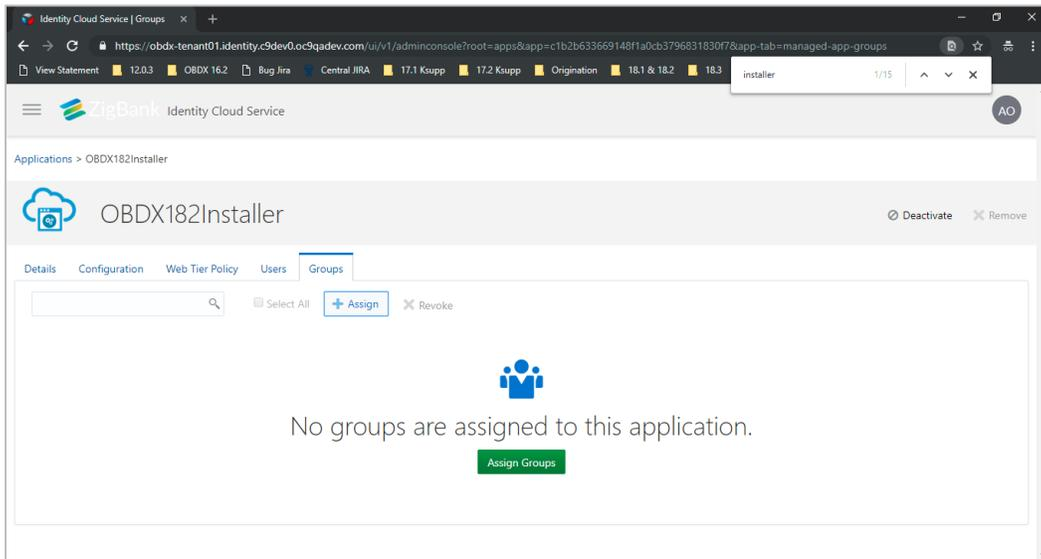 Identity Cloud Service | Groups
https://obdx-tenant01.identity.c9dev0.oc9qadev.com/ui/v1/adminconsole?root=apps&app=c1b2b633669148f1a0cb3796831830f7&app-tab=managed-app-groups
View Statement 12.0.3 OBDX 16.2 Bug Jira Central JIRA 17.1 Ksupp 17.2 Ksupp Origination 18.1 & 18.2 18.3
installer 1/15
ZigBank Identity Cloud Service AO
Applications > OBDX182Installer
OBDX182Installer Deactivate Remove
Details Configuration Web Tier Policy Users Groups
Select All Assign Revoke
No groups are assigned to this application.
Assign Groups